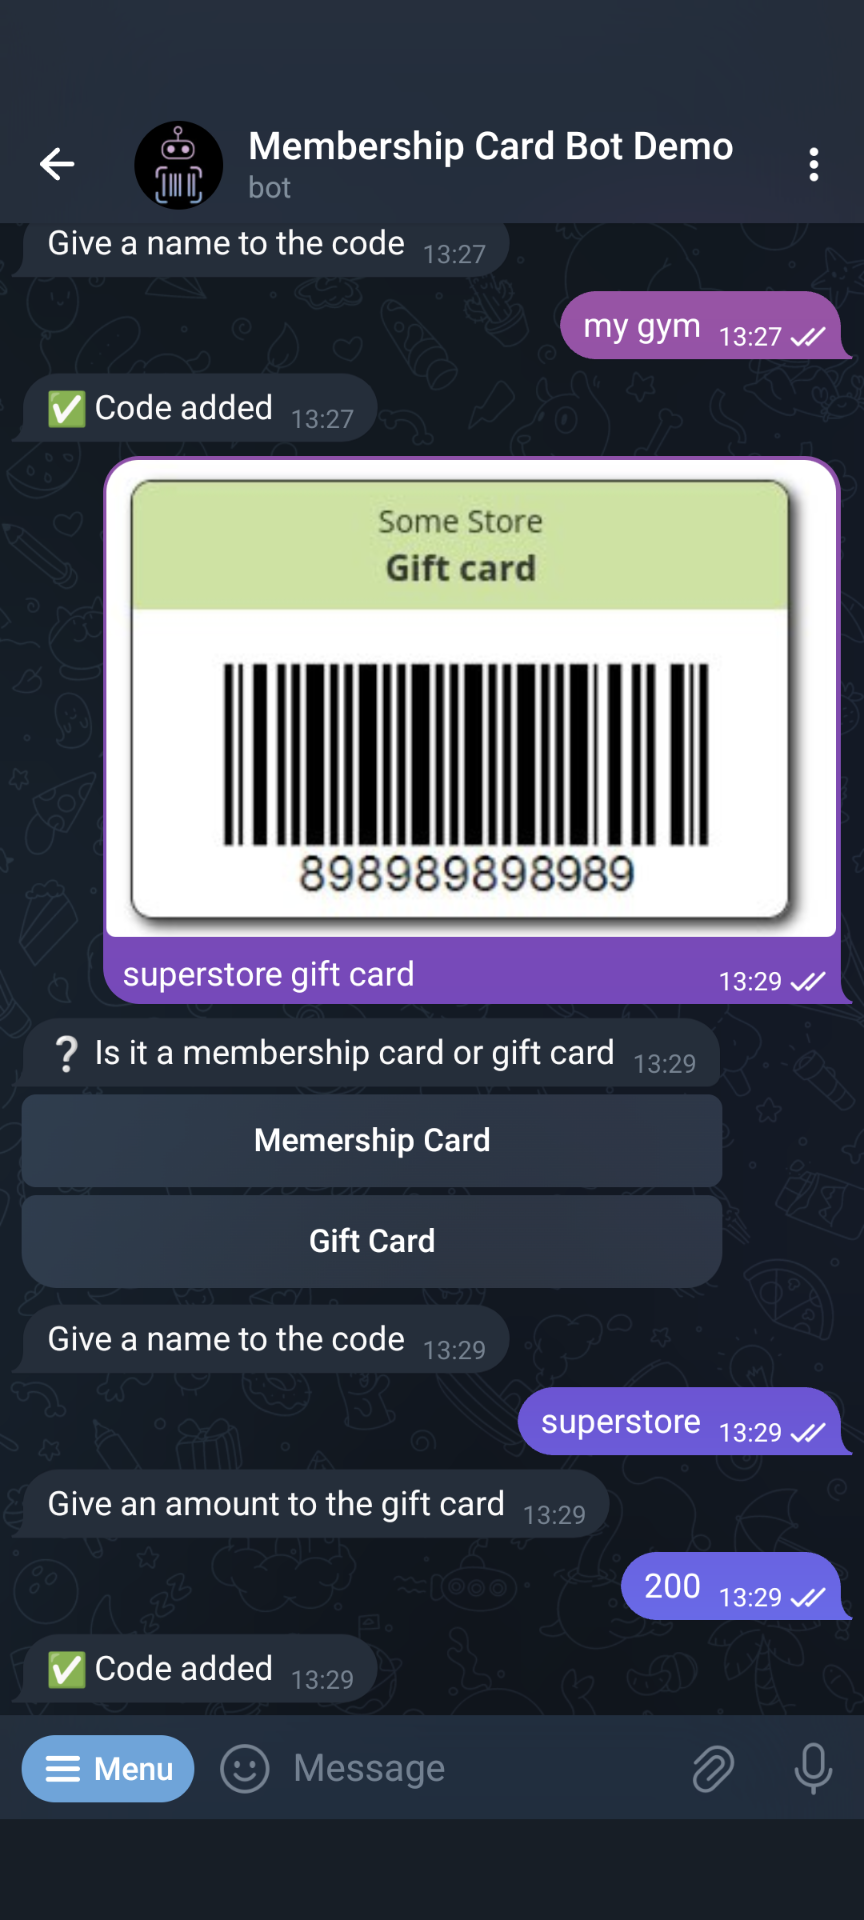 Membership Card Bot Demo
bot
Give a name to the code 13:27
my gym 13:27
✅ Code added 13:27
Some Store
Gift card
898989898989
superstore gift card 13:29
❔ Is it a membership card or gift card 13:29
Memership Card
Gift Card
Give a name to the code 13:29
superstore 13:29
Give an amount to the gift card 13:29
200 13:29
✅ Code added 13:29
Menu Message